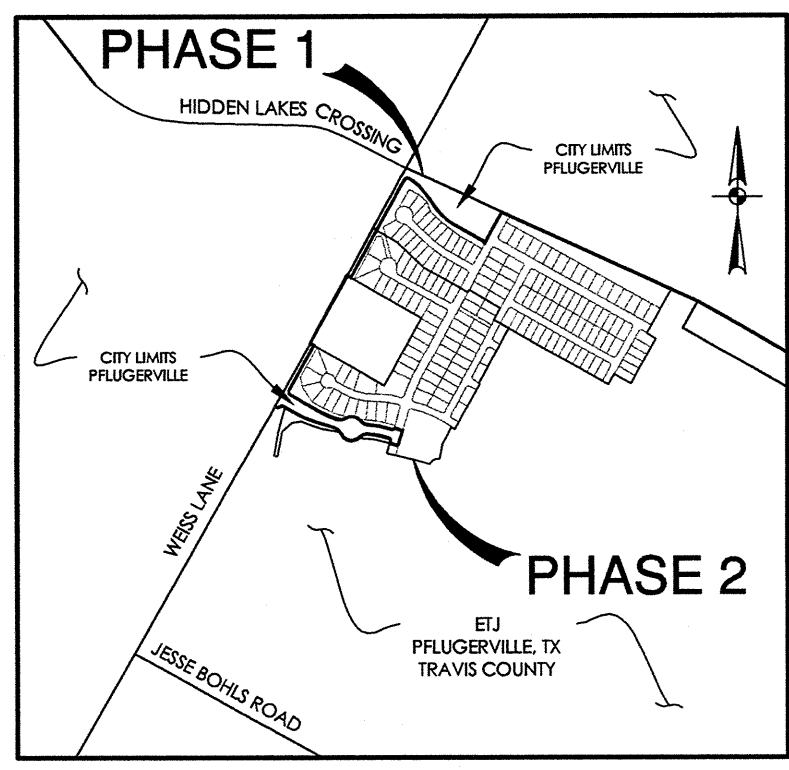 PHASE 1
HIDDEN LAKES CROSSING
CITY LIMITS
PFLUGERVILLE
CITY LIMITS
PFLUGERVILLE
WEISS LANE
PHASE 2
ETJ
PFLUGERVILLE, TX
TRAVIS COUNTY
JESSE BOHLS ROAD